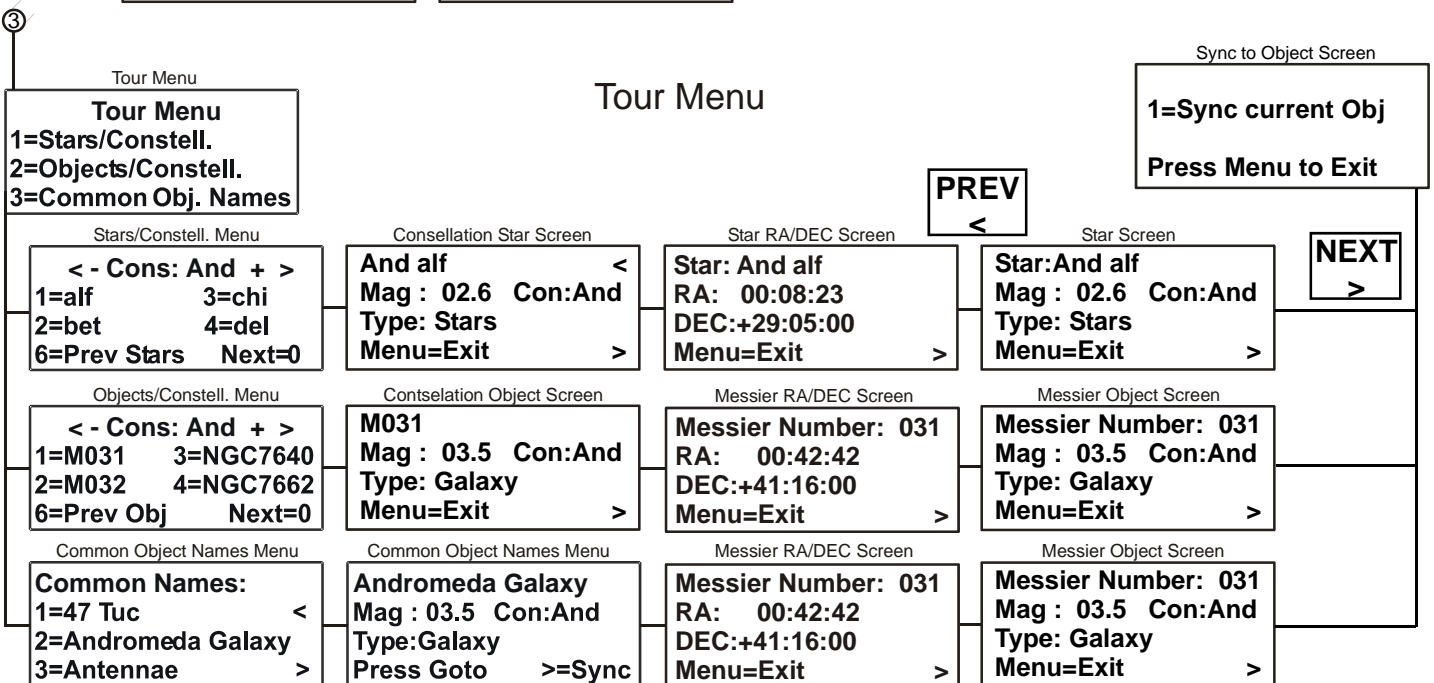 ③
Sync to Object Screen
1=Sync current Obj
Press Menu to Exit
Tour Menu
Tour Menu
Tour Menu
1=Stars/Constell.
2=Objects/Constell.
3=Common Obj. Names
PREV
<
NEXT
>
Stars/Constell. Menu
< - Cons: And + >
1=alf 3=chi
2=bet 4=del
6=Prev Stars Next=0
Consellation Star Screen
And alf <
Mag : 02.6 Con:And
Type: Stars
Menu=Exit >
Star RA/DEC Screen
Star: And alf
RA: 00:08:23
DEC:+29:05:00
Menu=Exit >
Star Screen
Star:And alf
Mag : 02.6 Con:And
Type: Stars
Menu=Exit >
Objects/Constell. Menu
< - Cons: And + >
1=M031 3=NGC7640
2=M032 4=NGC7662
6=Prev Obj Next=0
Contselation Object Screen
M031
Mag : 03.5 Con:And
Type: Galaxy
Menu=Exit >
Messier RA/DEC Screen
Messier Number: 031
RA: 00:42:42
DEC:+41:16:00
Menu=Exit >
Messier Object Screen
Messier Number: 031
Mag : 03.5 Con:And
Type: Galaxy
Menu=Exit >
Common Object Names Menu
Common Names:
1=47 Tuc <
2=Andromeda Galaxy
3=Antennae >
Common Object Names Menu
Andromeda Galaxy
Mag : 03.5 Con:And
Type:Galaxy
Press Goto >=Sync
Messier RA/DEC Screen
Messier Number: 031
RA: 00:42:42
DEC:+41:16:00
Menu=Exit >
Messier Object Screen
Messier Number: 031
Mag : 03.5 Con:And
Type: Galaxy
Menu=Exit >